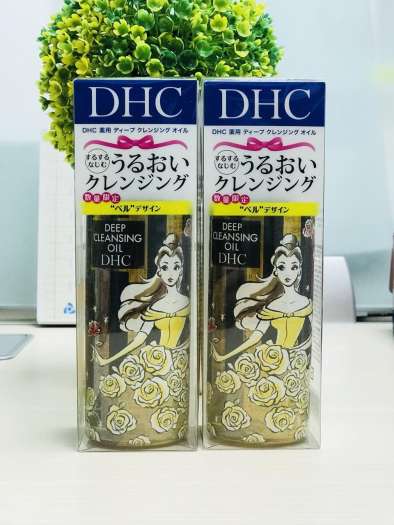 DHC
DHC 薬用 ディープ クレンジング オイル
するする
なじむ
うるおい
クレンジング
数量限定
"ベル"デザイン
DEEP
CLEANSING
OIL
DHC
DHC
DHC 薬用 ディープ クレンジング オイル
するする
なじむ
うるおい
クレンジング
数量限定
"ベル"デザイン
DEEP
CLEANSING
OIL
DHC